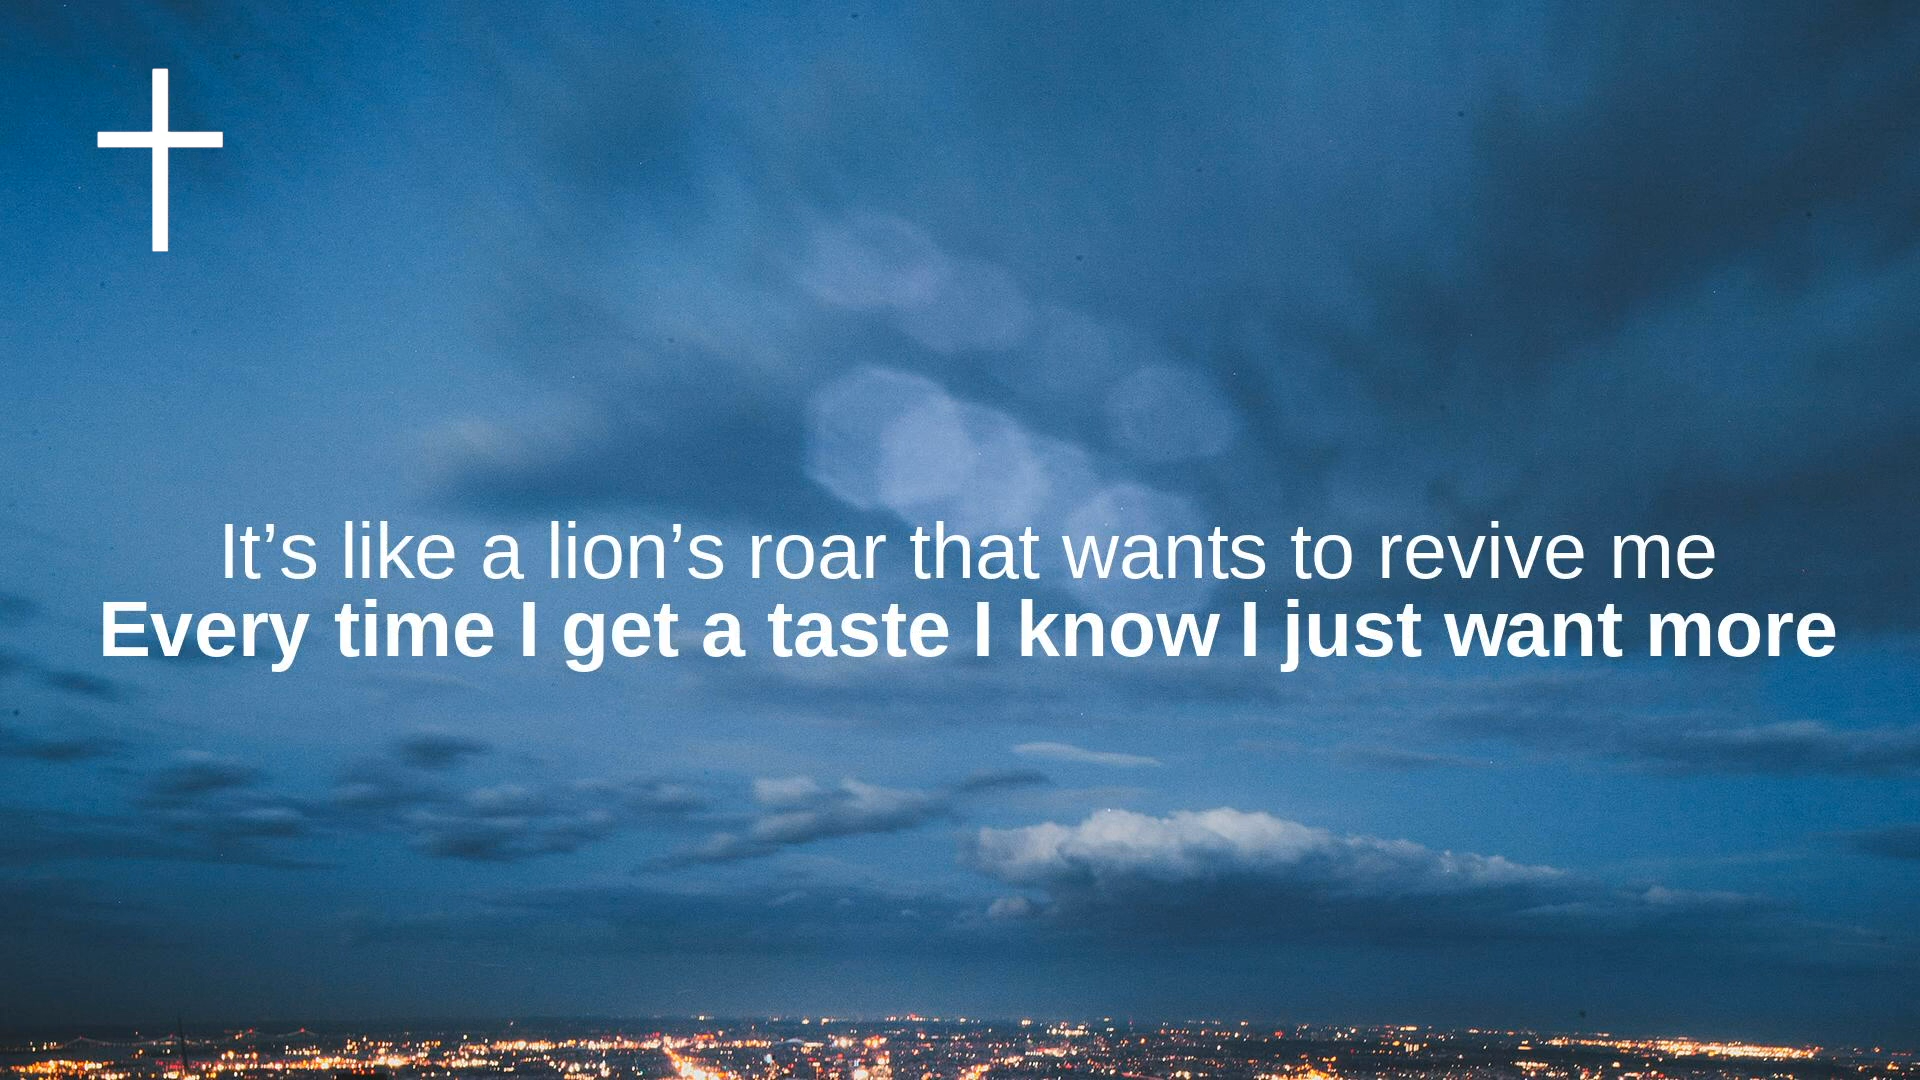 It’s like a lion’s roar that wants to revive me
Every time I get a taste I know I just want more